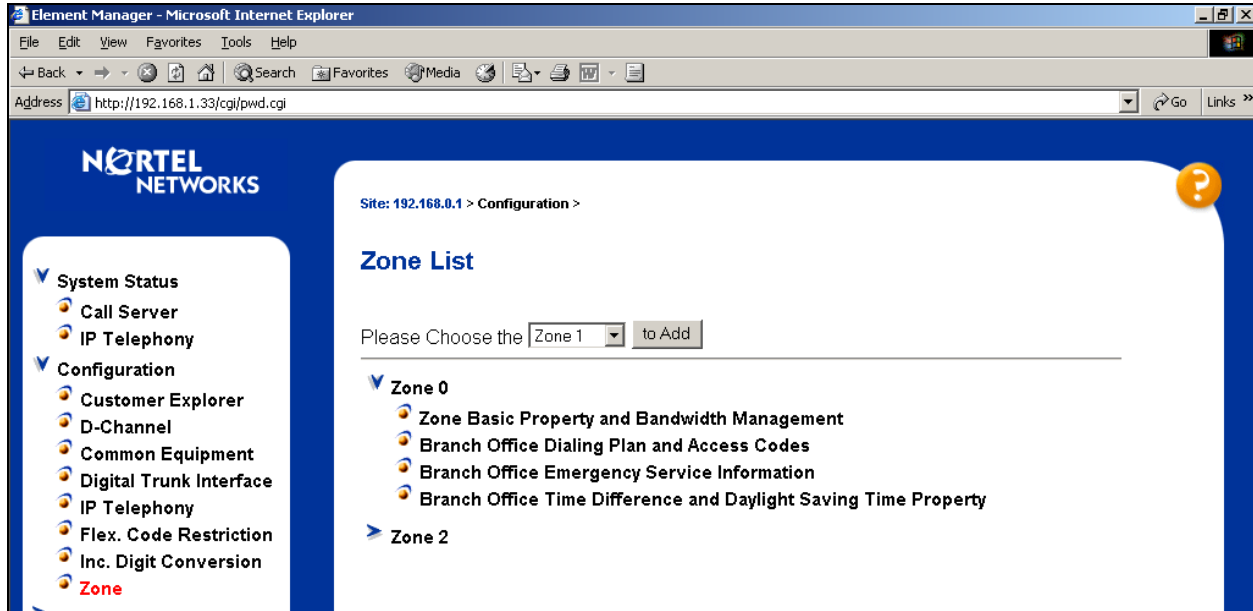 Element Manager - Microsoft Internet Explorer
File Edit View Favorites Tools Help
Back Search Favorites Media
Address http://192.168.1.33/cgi/pwd.cgi Go Links »
NORTEL
NETWORKS
Site: 192.168.0.1 > Configuration >
?
Zone List
Please Choose the Zone 1 to Add
System Status
Call Server
IP Telephony
Configuration
Customer Explorer
D-Channel
Common Equipment
Digital Trunk Interface
IP Telephony
Flex. Code Restriction
Inc. Digit Conversion
Zone
Zone 0
Zone Basic Property and Bandwidth Management
Branch Office Dialing Plan and Access Codes
Branch Office Emergency Service Information
Branch Office Time Difference and Daylight Saving Time Property
Zone 2